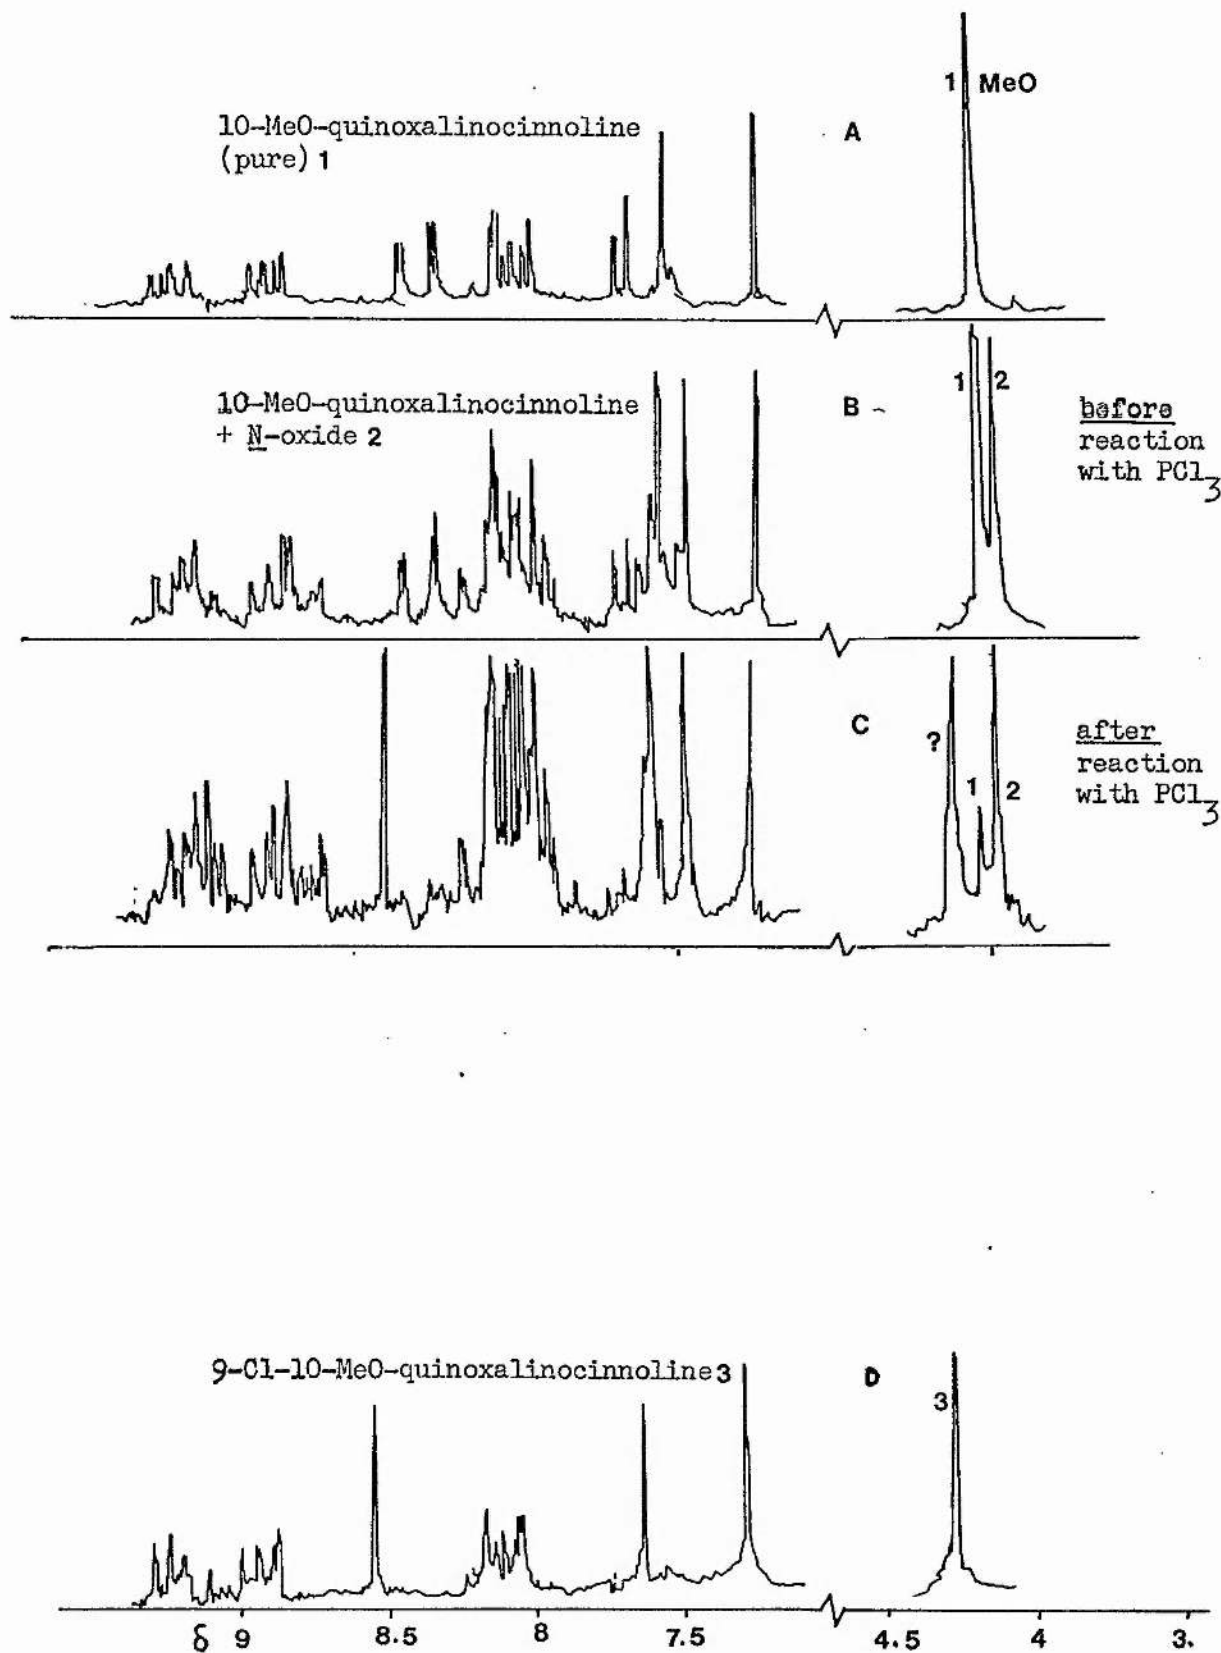 1 MeO
10-MeO-quinoxalinocinnoline
(pure) 1
A
10-MeO-quinoxalinocinnoline
+ N-oxide 2
1
2
B
before
reaction
with PCl3
C
?
1
2
after
reaction
with PCl3
9-Cl-10-MeO-quinoxalinocinnoline 3
D
3
δ 9 8.5 8 7.5 4.5 4 3.